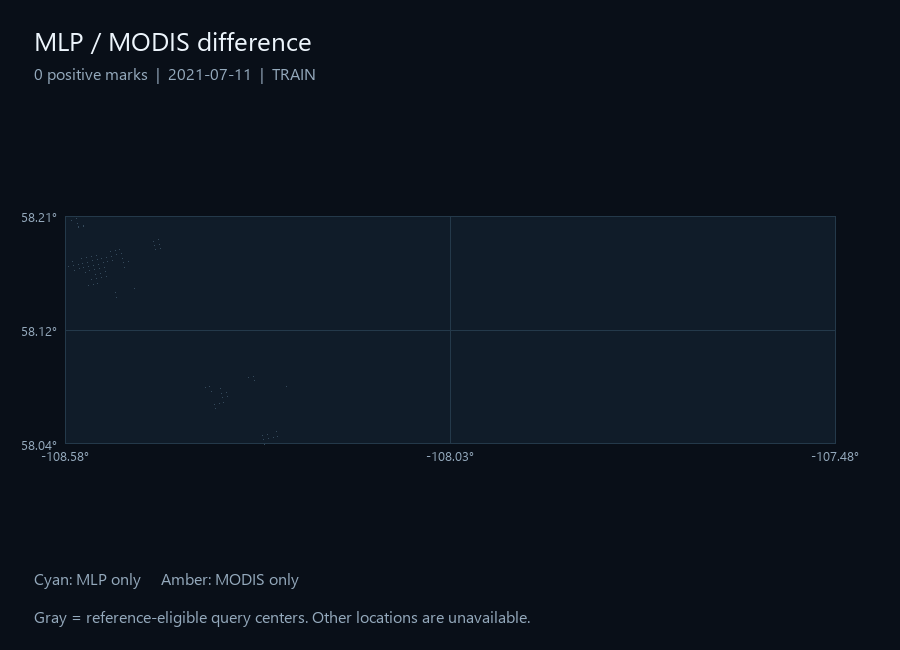 MLP / MODIS difference
0 positive marks | 2021-07-11 | TRAIN
58.21°
58.12°
58.04°
-108.58°
-108.03°
-107.48°
Cyan: MLP only Amber: MODIS only
Gray = reference-eligible query centers. Other locations are unavailable.